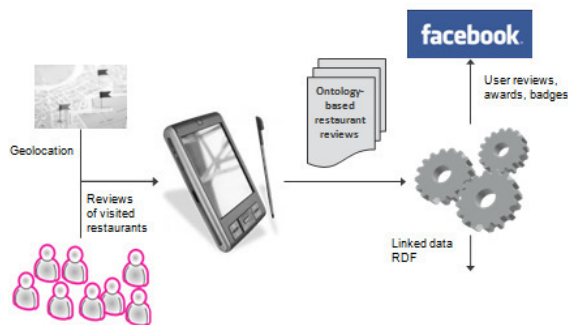 facebook.
Ontology-
based
restaurant
reviews
User reviews,
awards, badges
Geolocation
Reviews
of visited
restaurants
Linked data
RDF